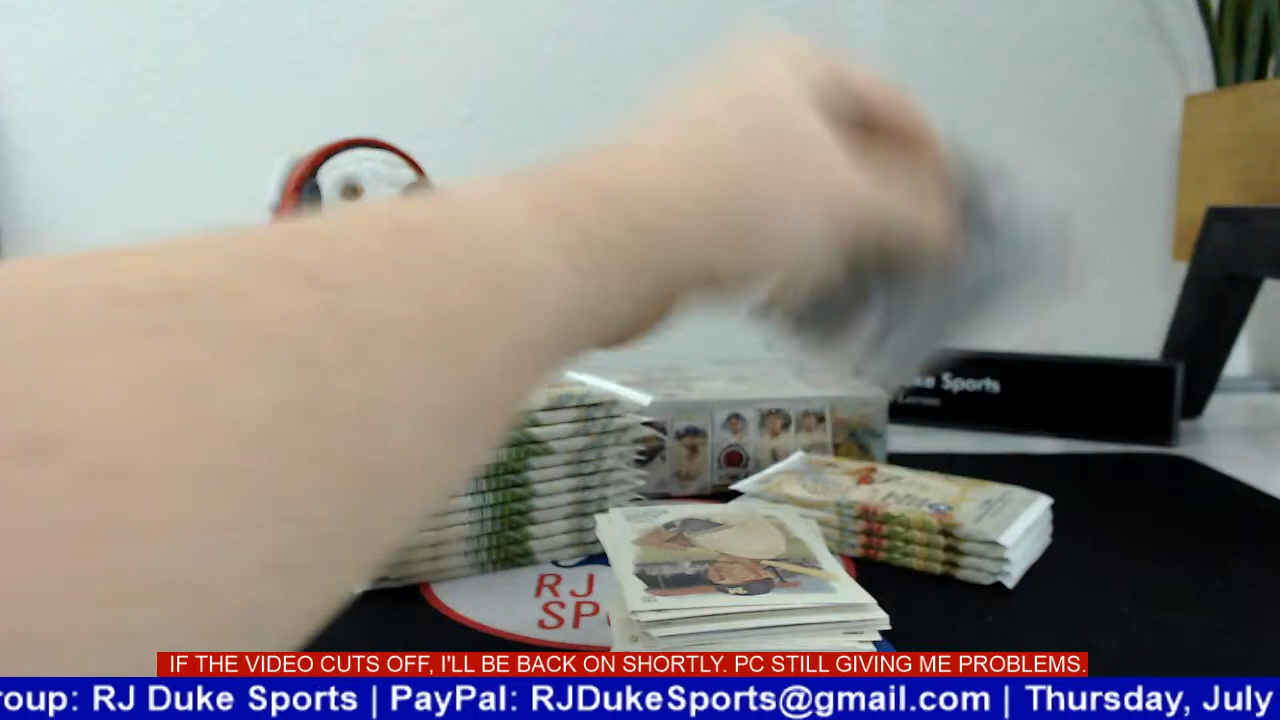 ke Sports
RJ
SP
IF THE VIDEO CUTS OFF, I'LL BE BACK ON SHORTLY. PC STILL GIVING ME PROBLEMS.
roup: RJ Duke Sports | PayPal: RJDukeSports@gmail.com | Thursday, July